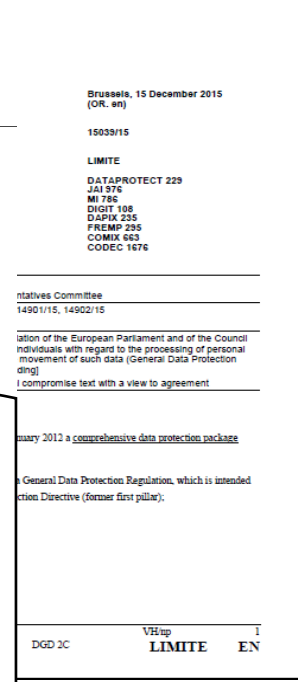 Brussels, 15 December 2015
(OR. en)
15039/15
LIMITE
DATAPROTECT 229
JAI 976
MI 786
DIGIT 108
DAPIX 235
FREMP 295
COMIX 663
CODEC 1676
ntatives Committee
14901/15, 14902/15
lation of the European Parliament and of the Council
individuals with regard to the processing of personal
movement of such data (General Data Protection
ding]
l compromise text with a view to agreement
nuary 2012 a comprehensive data protection package
a General Data Protection Regulation, which is intended
ction Directive (former first pillar);
VH/np 1
DGD 2C LIMITE EN